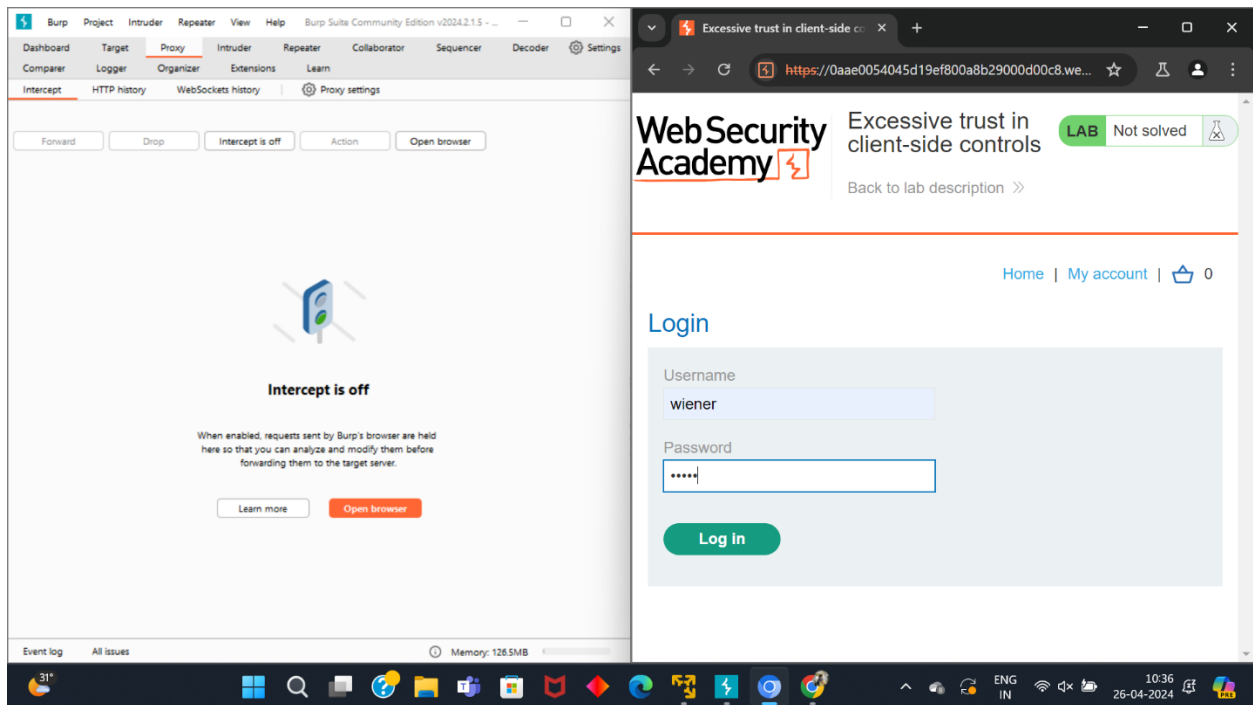 Burp Project Intruder Repeater View Help Burp Suite Community Edition v2024.2.1.5 - ...
Dashboard Target Proxy Intruder Repeater Collaborator Sequencer Decoder Settings
Comparer Logger Organizer Extensions Learn
Intercept HTTP history WebSockets history Proxy settings
Forward Drop Intercept is off Action Open browser
Intercept is off
When enabled, requests sent by Burp's browser are held
here so that you can analyze and modify them before
forwarding them to the target server.
Learn more Open browser
Event log All issues Memory: 126.5MB
Excessive trust in client-side co
https://0aae0054045d19ef800a8b29000d00c8.we...
Web Security
Academy
Excessive trust in
client-side controls
LAB Not solved
Back to lab description
Home | My account | 0
Login
Username
wiener
Password
•••••
Log in
31°
ENG
IN
10:36
26-04-2024
PRE